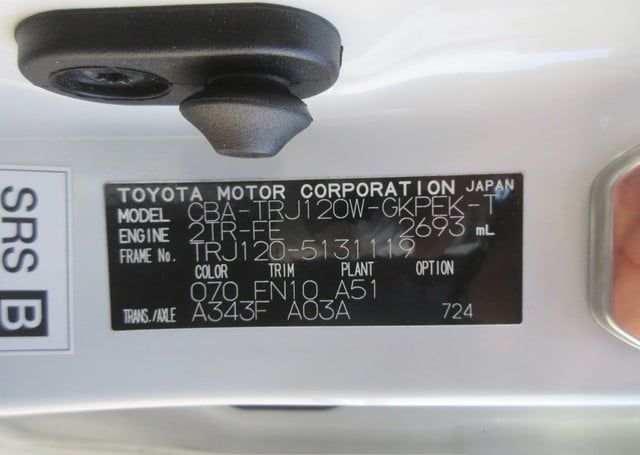 TOYOTA MOTOR CORPORATION JAPAN
MODEL CBA-TRJ120W-GKPEK-T
ENGINE 2TR-FE 2693 mL
FRAME No. TRJ120-5131119
COLOR TRIM PLANT OPTION
070 FN10 A51
TRANS./AXLE A343F A03A 724
SRS B